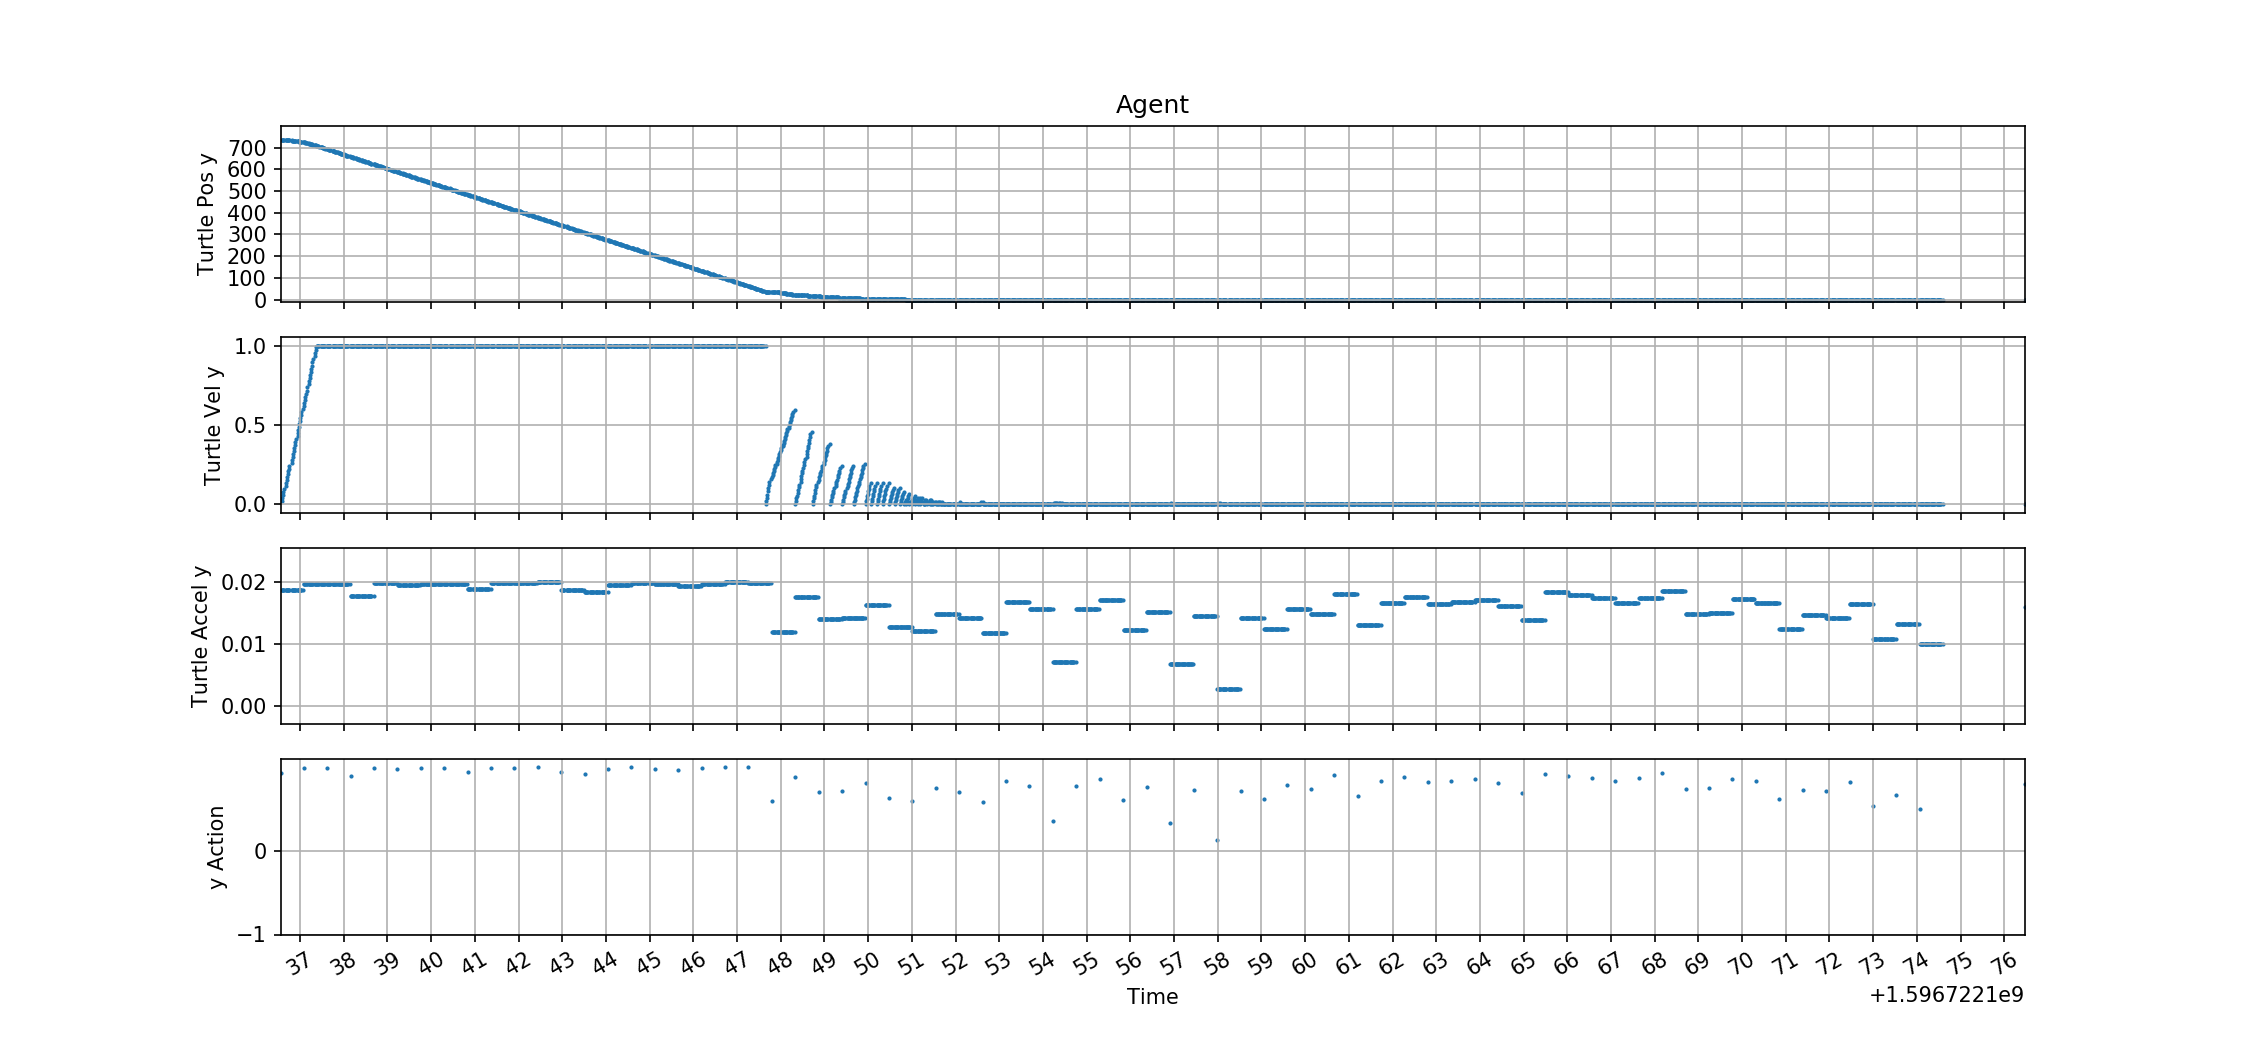 Agent
Turtle Pos y
700
600
500
400
300
200
100
0
Turtle Vel y
1.0
0.5
0.0
Turtle Accel y
0.02
0.01
0.00
y Action
0
−1
37 38 39 40 41 42 43 44 45 46 47 48 49 50 51 52 53 54 55 56 57 58 59 60 61 62 63 64 65 66 67 68 69 70 71 72 73 74 75 76
Time
+1.5967221e9